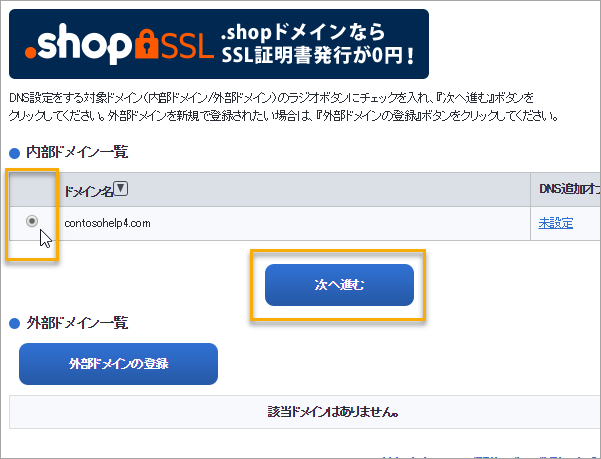 .shop SSL
.shopドメインなら
SSL証明書発行が0円！
DNS設定をする対象ドメイン（内部ドメイン/外部ドメイン）のラジオボタンにチェックを入れ、『次へ進む』ボタンを
クリックしてください。外部ドメインを新規で登録されたい場合は、『外部ドメインの登録』ボタンをクリックしてください。
内部ドメイン一覧
ドメイン名▼ DNS追加オプ
contosohelp4.com 未設定
次へ進む
外部ドメイン一覧
外部ドメインの登録
該当ドメインはありません。